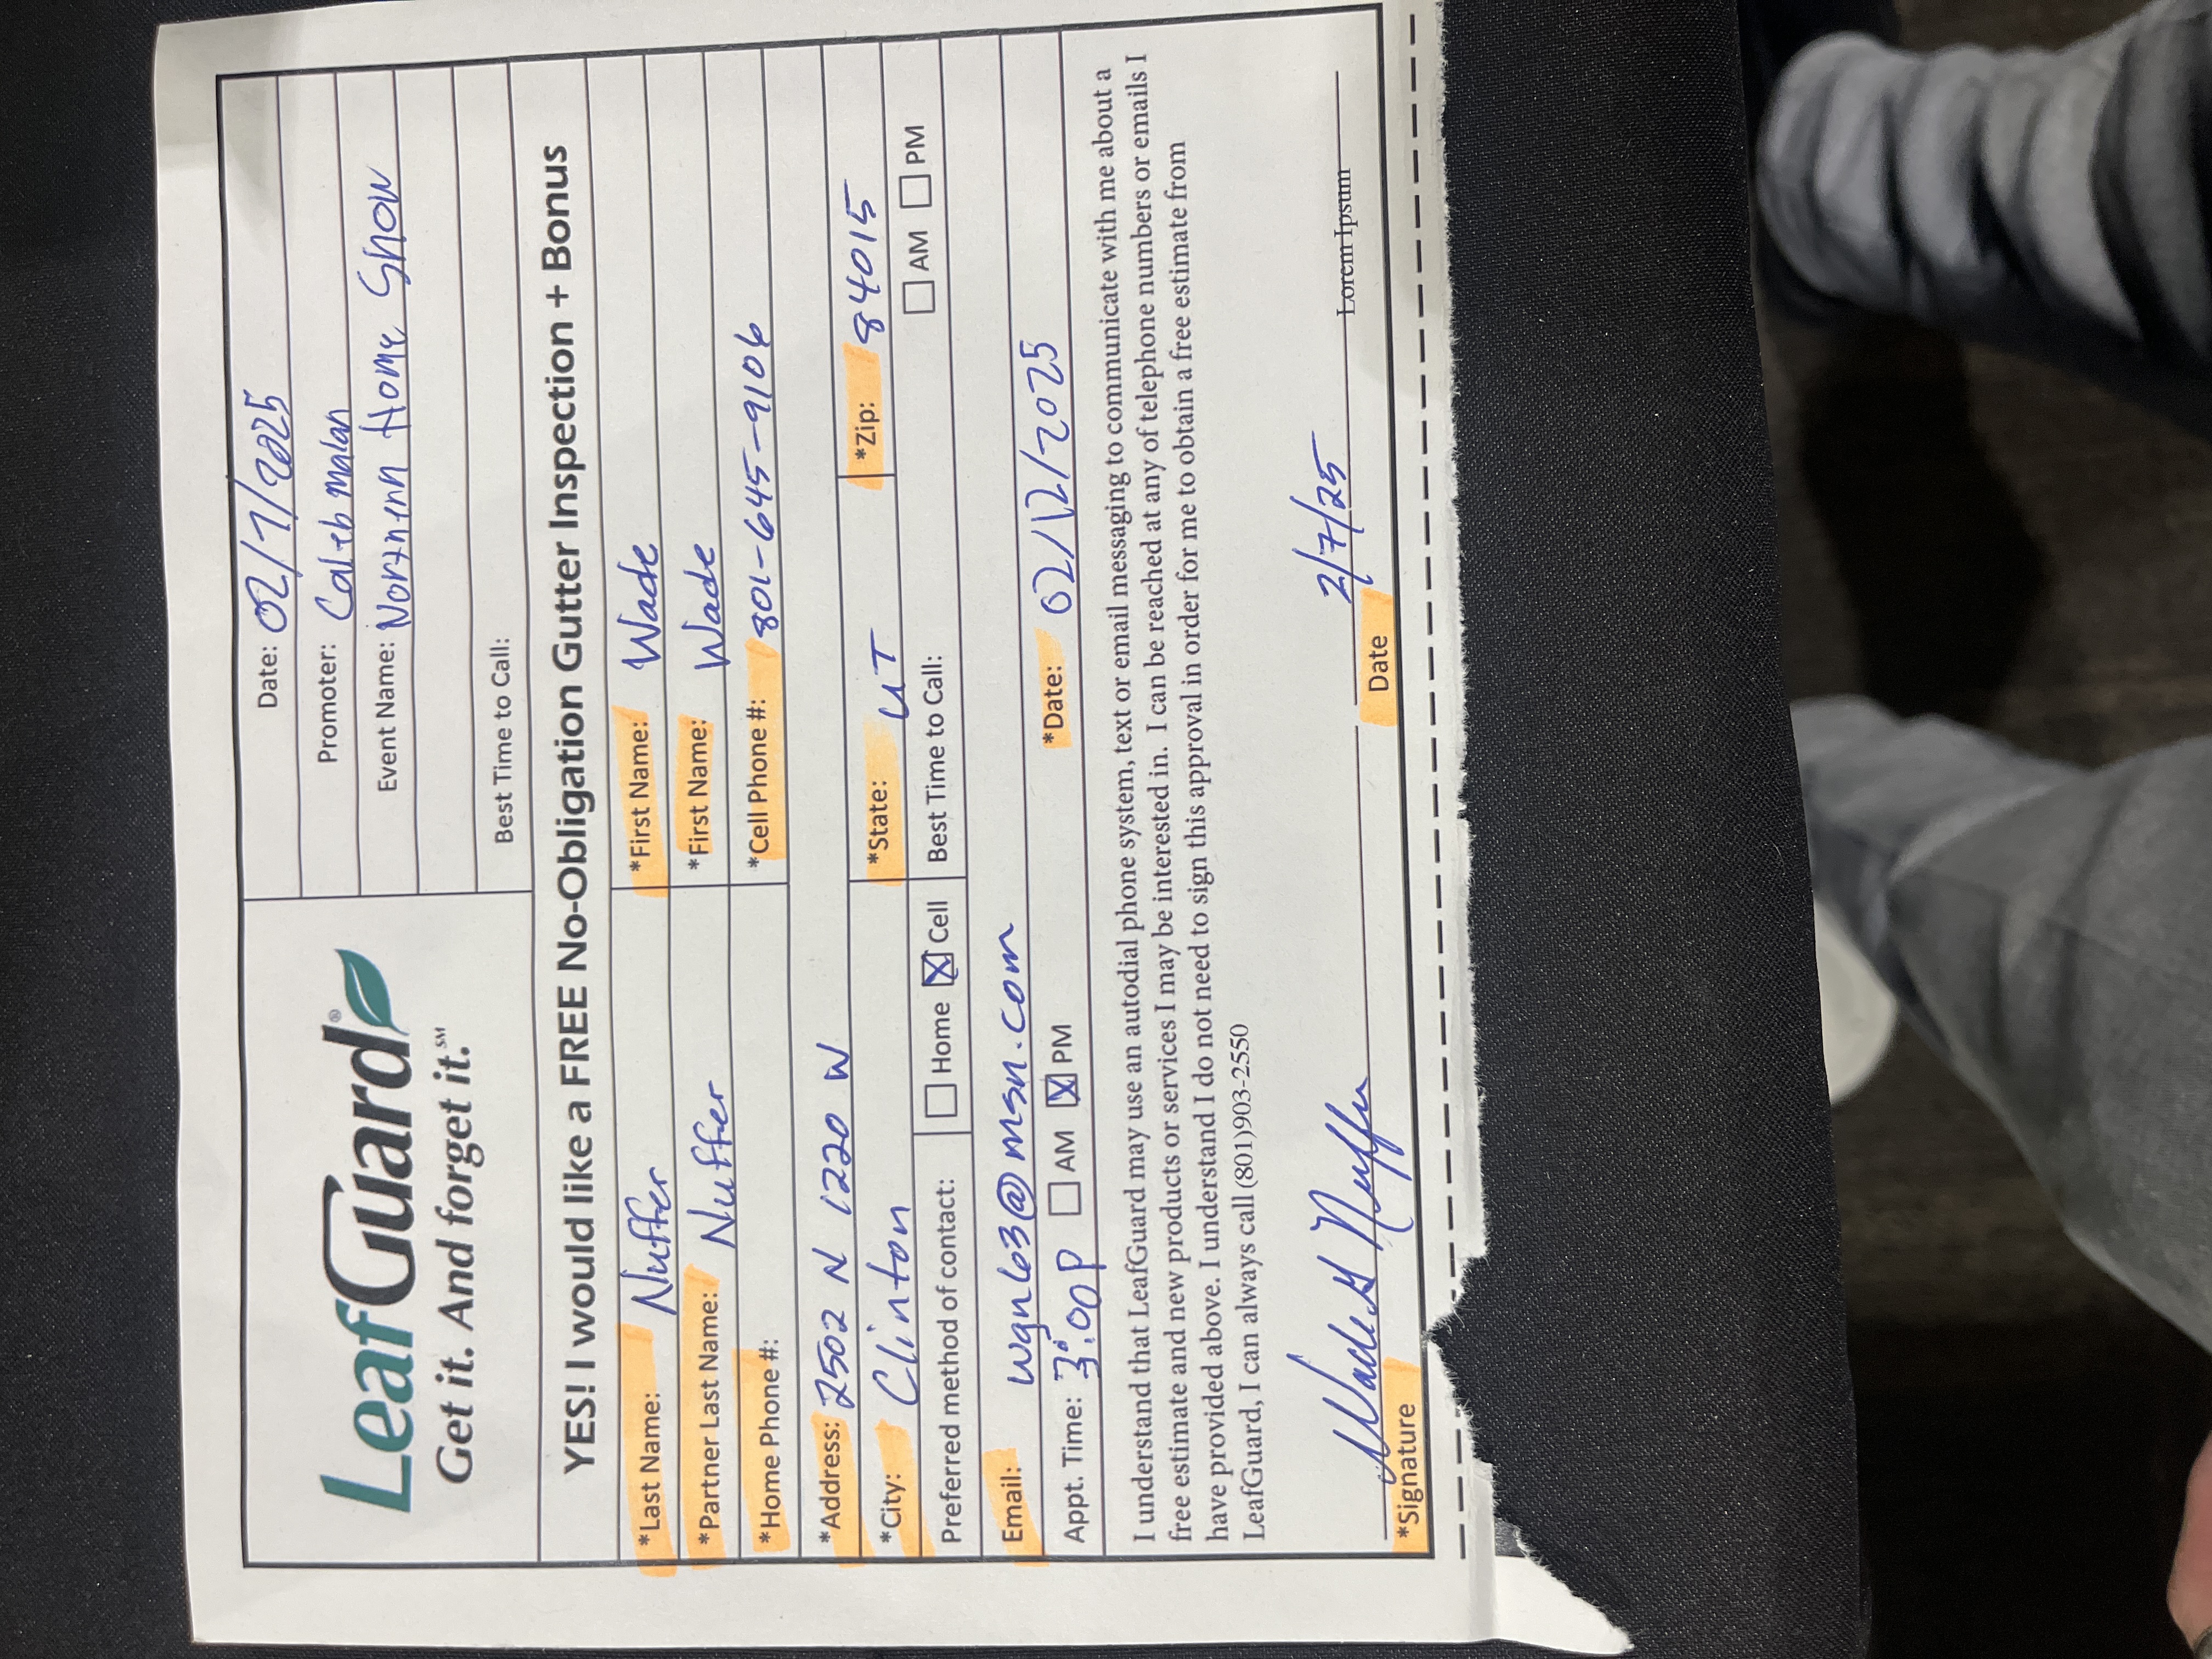 Date: 02/7/2025
Promoter: Caleb Malan
Event Name: Northern Home Show
LeafGuard®
Get it. And forget it.℠
Best Time to Call:
YES! I would like a FREE No-Obligation Gutter Inspection + Bonus
*Last Name: Nuffer *First Name: Wade
*Partner Last Name: Nuffer *First Name: Wade
*Home Phone #: *Cell Phone #: 801-645-9106
*Address: 2502 N 1220 W
*City: Clinton *State: UT *Zip: 84015
Preferred method of contact: ☐ Home ☒ Cell Best Time to Call: ☐ AM ☐ PM
Email: wgn63@msn.com
Appt. Time: 3:00p ☐ AM ☒ PM *Date: 02/12/2025
I understand that LeafGuard may use an autodial phone system, text or email messaging to communicate with me about a
free estimate and new products or services I may be interested in. I can be reached at any of telephone numbers or emails I
have provided above. I understand I do not need to sign this approval in order for me to obtain a free estimate from
LeafGuard, I can always call (801)903-2550
Wade G Nuffer 2/7/25 Lorem Ipsum
*Signature Date